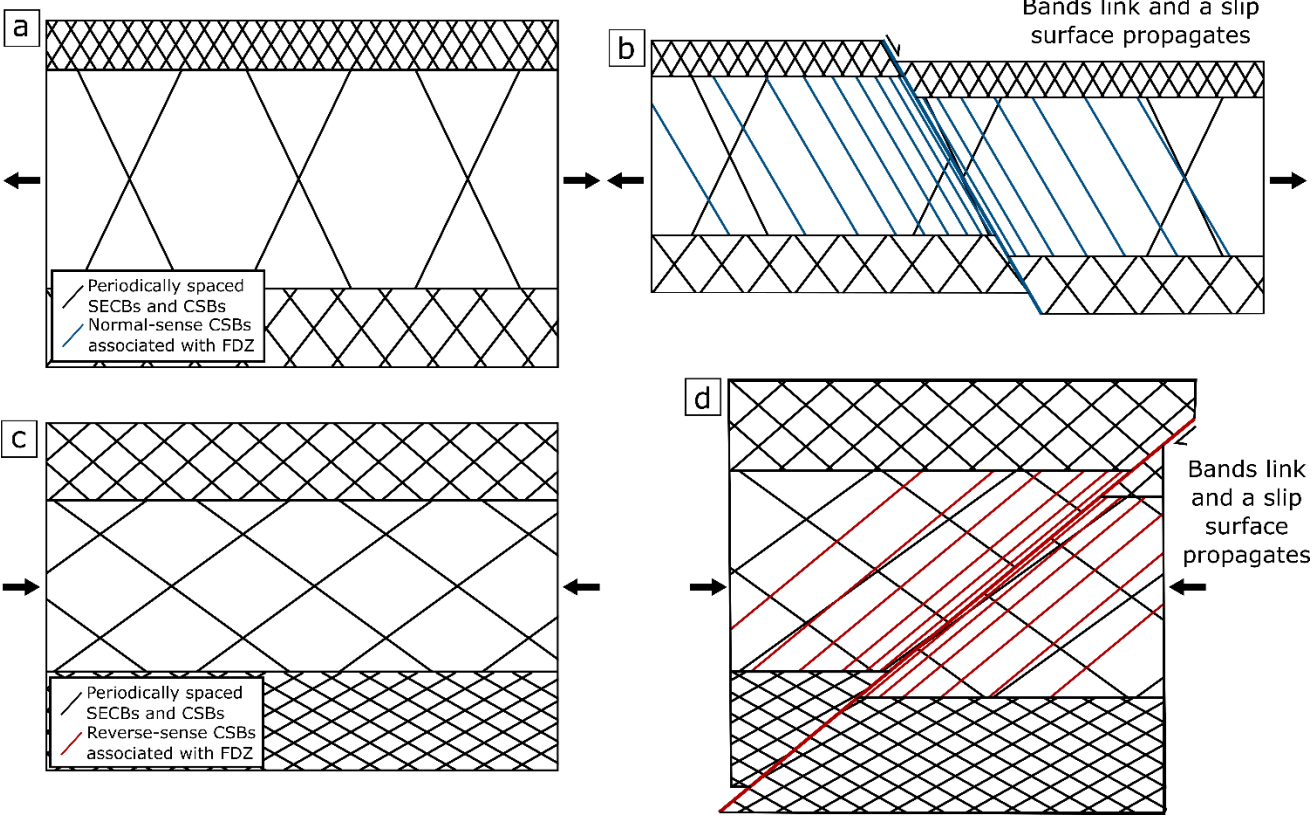 a
Periodically spaced
SECBs and CSBs
Normal-sense CSBs
associated with FDZ
b
Bands link and a slip
surface propagates
c
Periodically spaced
SECBs and CSBs
Reverse-sense CSBs
associated with FDZ
d
Bands link
and a slip
surface
propagates